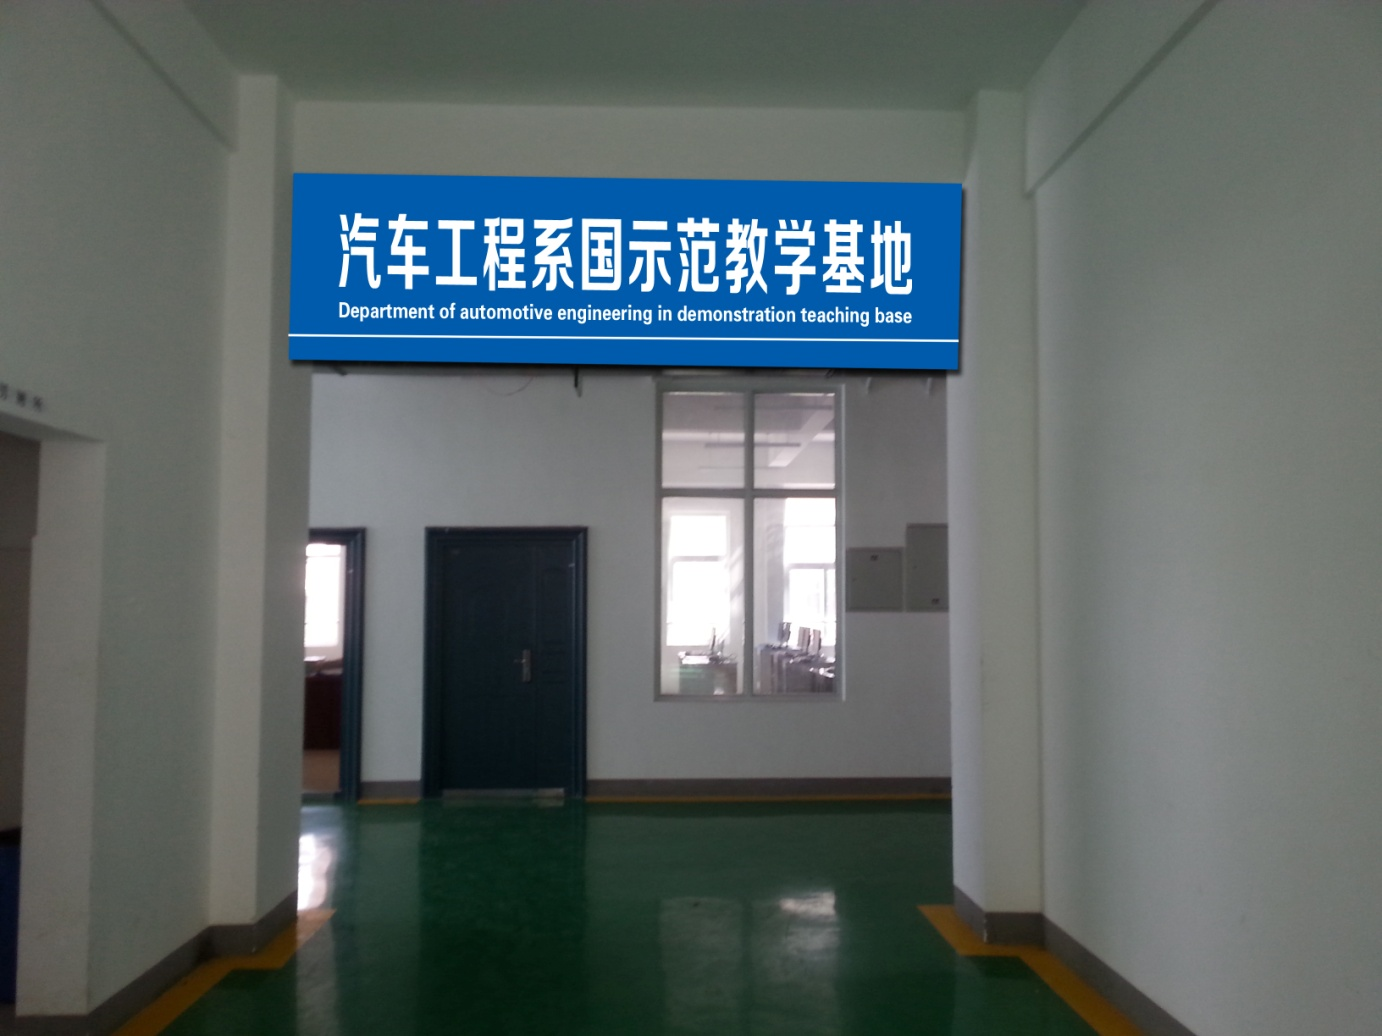 汽车工程系国示范教学基地
Department of automotive engineering in demonstration teaching base